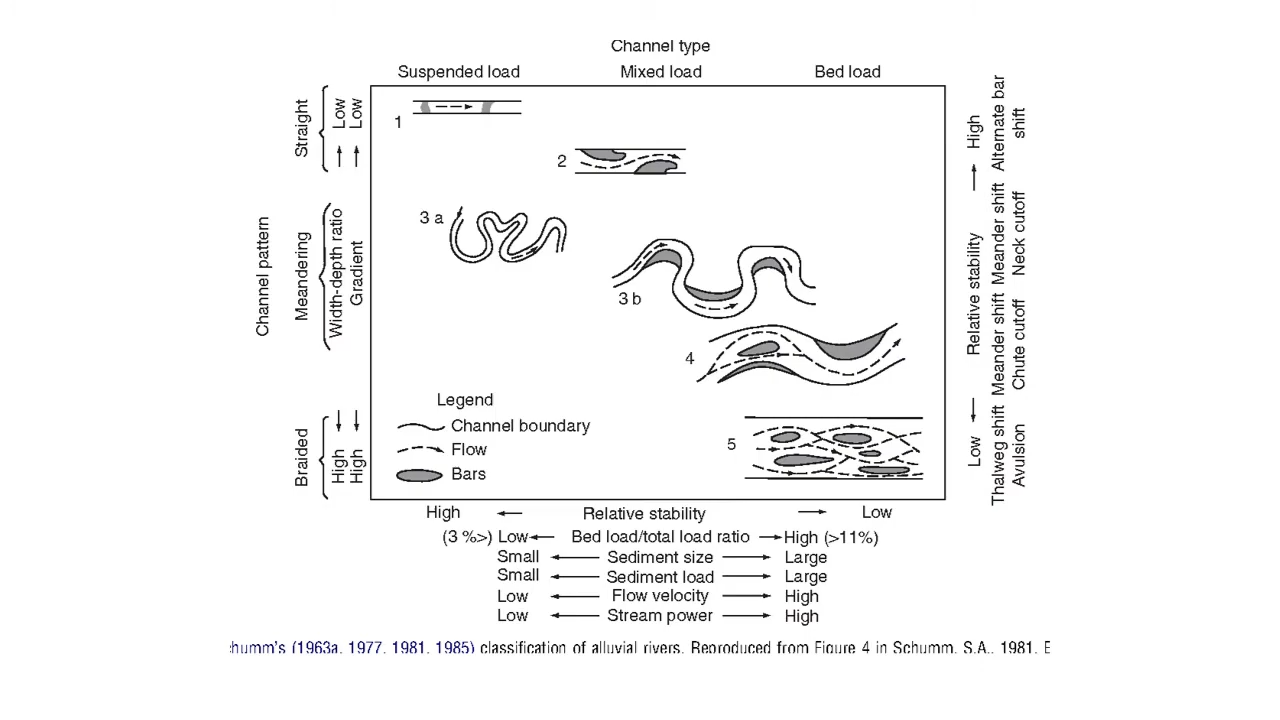 Channel type
Suspended load Mixed load Bed load
Channel pattern
Straight
Meandering
Braided
Low
Low
Width-depth ratio
Gradient
High
High
1
2
3 a
3 b
4
5
Legend
Channel boundary
Flow
Bars
High
Relative stability
Low
Alternate bar
shift
Meander shift
Neck cutoff
Meander shift
Chute cutoff
Thalweg shift
Avulsion
High Relative stability Low
(3 %>) Low Bed load/total load ratio High (>11%)
Small Sediment size Large
Small Sediment load Large
Low Flow velocity High
Low Stream power High
humm's (1963a, 1977, 1981, 1985) classification of alluvial rivers. Reproduced from Figure 4 in Schumm, S.A., 1981. E